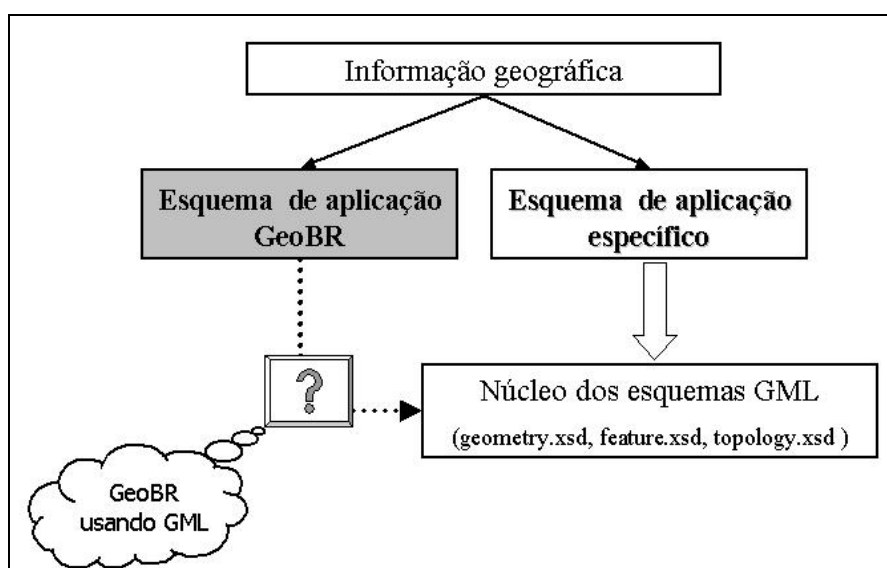 Informação geográfica
Esquema de aplicação
GeoBR
Esquema de aplicação
específico
?
Núcleo dos esquemas GML
(geometry.xsd, feature.xsd, topology.xsd )
GeoBR
usando GML